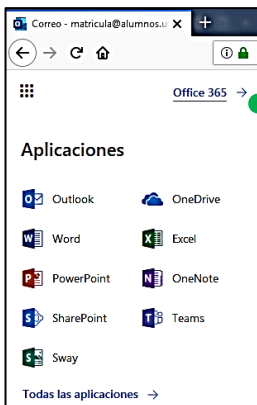 Correo - matricula@alumnos.u
Office 365 →
Aplicaciones
Outlook OneDrive
Word Excel
PowerPoint OneNote
SharePoint Teams
Sway
Todas las aplicaciones →